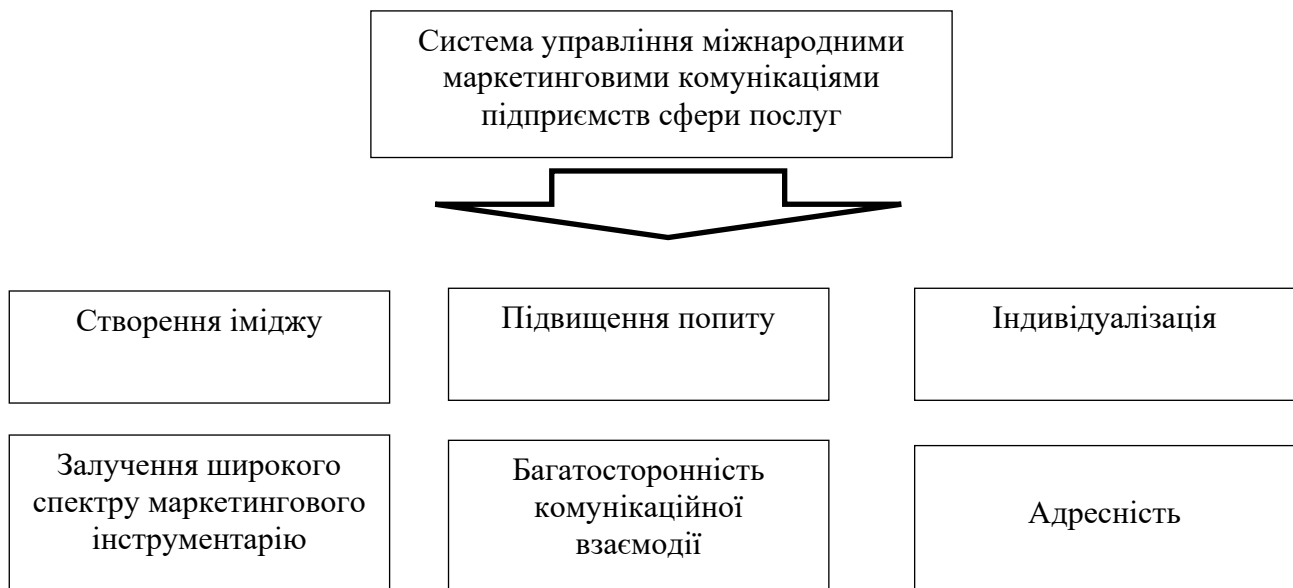 Система управління міжнародними
маркетинговими комунікаціями
підприємств сфери послуг
Створення іміджу
Підвищення попиту
Індивідуалізація
Залучення широкого
спектру маркетингового
інструментарію
Багатосторонність
комунікаційної
взаємодії
Адресність